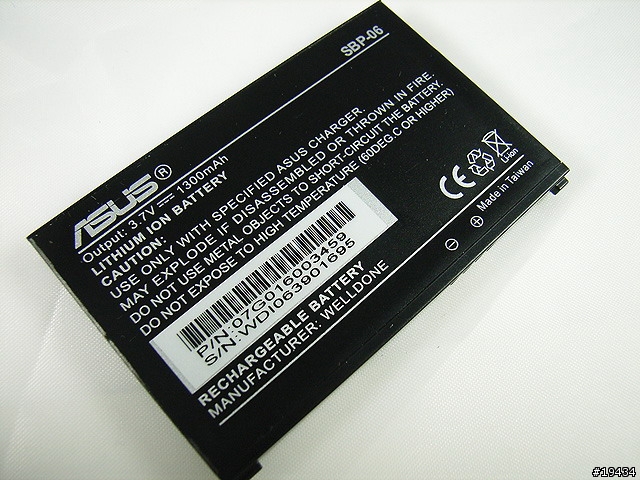 SBP-06
ASUS®
Output: 3.7V 1300mAh
LITHIUM ION BATTERY
CAUTION:
USE ONLY WITH SPECIFIED ASUS CHARGER.
MAY EXPLODE IF DISASSEMBLED OR THROWN IN FIRE.
DO NOT USE METAL OBJECTS TO SHORT-CIRCUIT THE BATTERY.
DO NOT EXPOSE TO HIGH TEMPERATURE (60DEG.C OR HIGHER)
CE
Li-ion
P/N: 07G016003459
S/N: WDI063901695
Made in Taiwan
RECHARGEABLE BATTERY
MANUFACTURER: WELLDONE
#19434